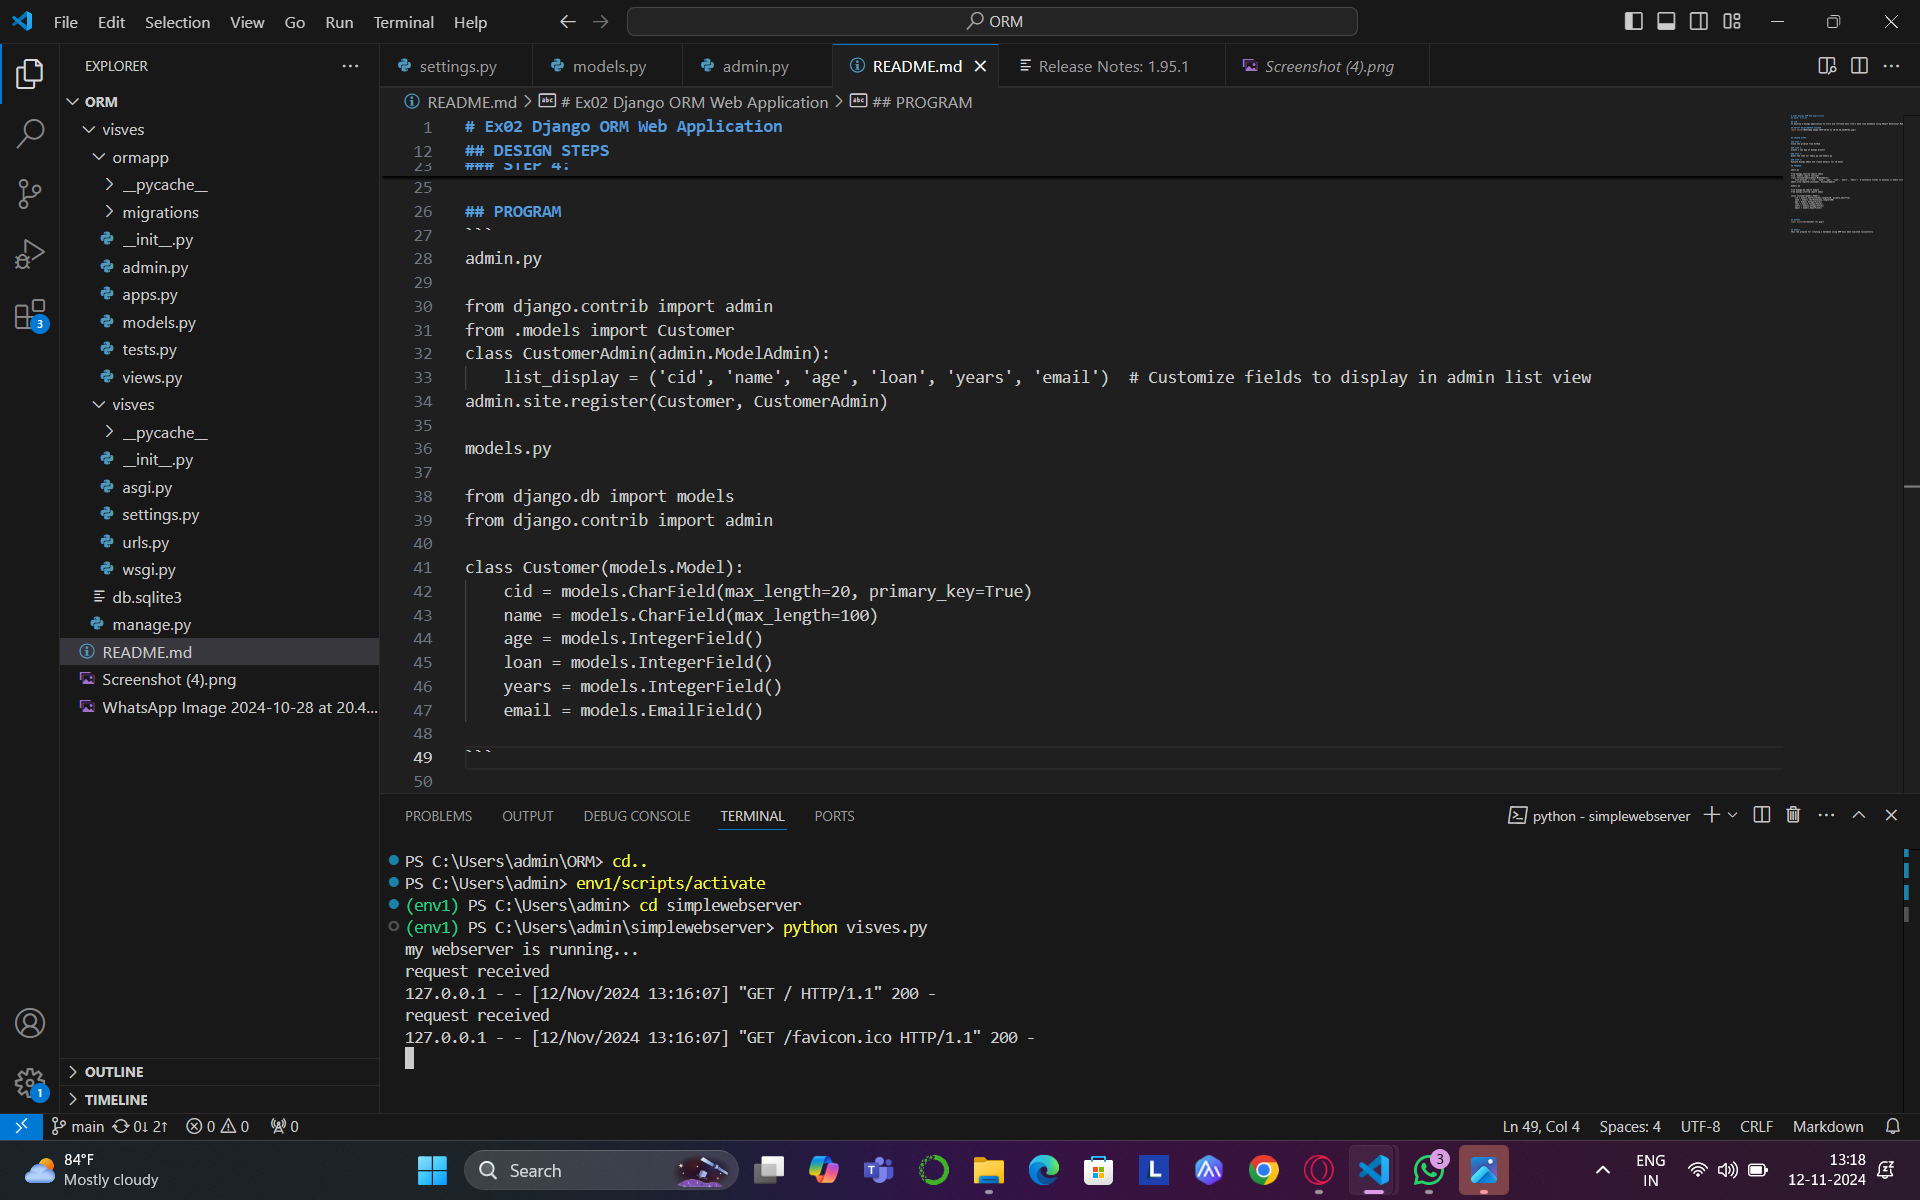 File Edit Selection View Go Run Terminal Help
ORM
EXPLORER
ORM
visves
ormapp
__pycache__
migrations
__init__.py
admin.py
apps.py
models.py
tests.py
views.py
visves
__pycache__
__init__.py
asgi.py
settings.py
urls.py
wsgi.py
db.sqlite3
manage.py
README.md
Screenshot (4).png
WhatsApp Image 2024-10-28 at 20.4...
OUTLINE
TIMELINE
3
1
settings.py models.py admin.py README.md Release Notes: 1.95.1 Screenshot (4).png
README.md > # Ex02 Django ORM Web Application > ## PROGRAM
1 # Ex02 Django ORM Web Application
12 ## DESIGN STEPS
23 ### STEP 4:
25
26 ## PROGRAM
27 ```
28 admin.py
29
30 from django.contrib import admin
31 from .models import Customer
32 class CustomerAdmin(admin.ModelAdmin):
33 list_display = ('cid', 'name', 'age', 'loan', 'years', 'email') # Customize fields to display in admin list view
34 admin.site.register(Customer, CustomerAdmin)
35
36 models.py
37
38 from django.db import models
39 from django.contrib import admin
40
41 class Customer(models.Model):
42 cid = models.CharField(max_length=20, primary_key=True)
43 name = models.CharField(max_length=100)
44 age = models.IntegerField()
45 loan = models.IntegerField()
46 years = models.IntegerField()
47 email = models.EmailField()
48
49 ```
50
PROBLEMS OUTPUT DEBUG CONSOLE TERMINAL PORTS
python - simplewebserver
PS C:\Users\admin\ORM> cd..
PS C:\Users\admin> env1/scripts/activate
(env1) PS C:\Users\admin> cd simplewebserver
(env1) PS C:\Users\admin\simplewebserver> python visves.py
my webserver is running...
request received
127.0.0.1 - - [12/Nov/2024 13:16:07] "GET / HTTP/1.1" 200 -
request received
127.0.0.1 - - [12/Nov/2024 13:16:07] "GET /favicon.ico HTTP/1.1" 200 -
main 0↓ 2↑ 0 0 0
Ln 49, Col 4 Spaces: 4 UTF-8 CRLF Markdown
84°F
Mostly cloudy
Search
L
3
ENG
IN
13:18
12-11-2024